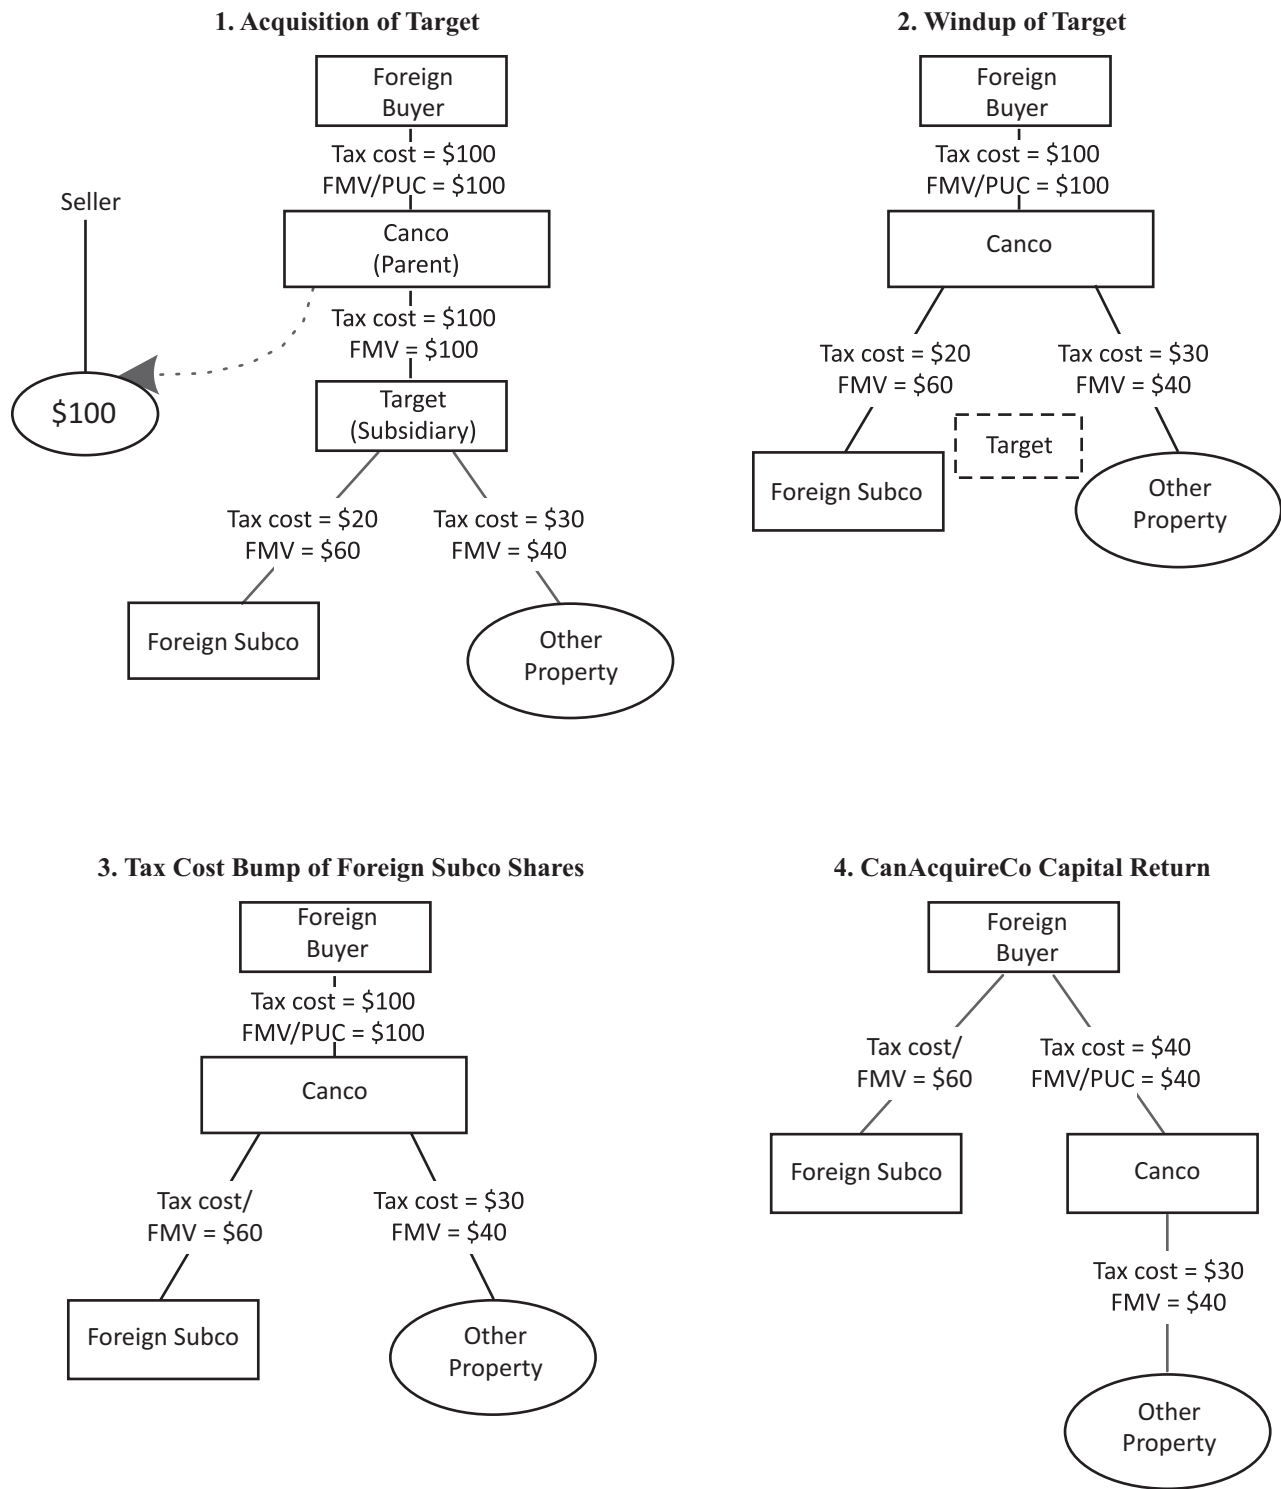 1. Acquisition of Target
Foreign
Buyer
Tax cost = $100
FMV/PUC = $100
Seller
Canco
(Parent)
Tax cost = $100
FMV = $100
$100
Target
(Subsidiary)
Tax cost = $20
FMV = $60
Tax cost = $30
FMV = $40
Foreign Subco
Other
Property
2. Windup of Target
Foreign
Buyer
Tax cost = $100
FMV/PUC = $100
Canco
Tax cost = $20
FMV = $60
Tax cost = $30
FMV = $40
Target
Foreign Subco
Other
Property
3. Tax Cost Bump of Foreign Subco Shares
Foreign
Buyer
Tax cost = $100
FMV/PUC = $100
Canco
Tax cost/
FMV = $60
Tax cost = $30
FMV = $40
Foreign Subco
Other
Property
4. CanAcquireCo Capital Return
Foreign
Buyer
Tax cost/
FMV = $60
Tax cost = $40
FMV/PUC = $40
Foreign Subco
Canco
Tax cost = $30
FMV = $40
Other
Property